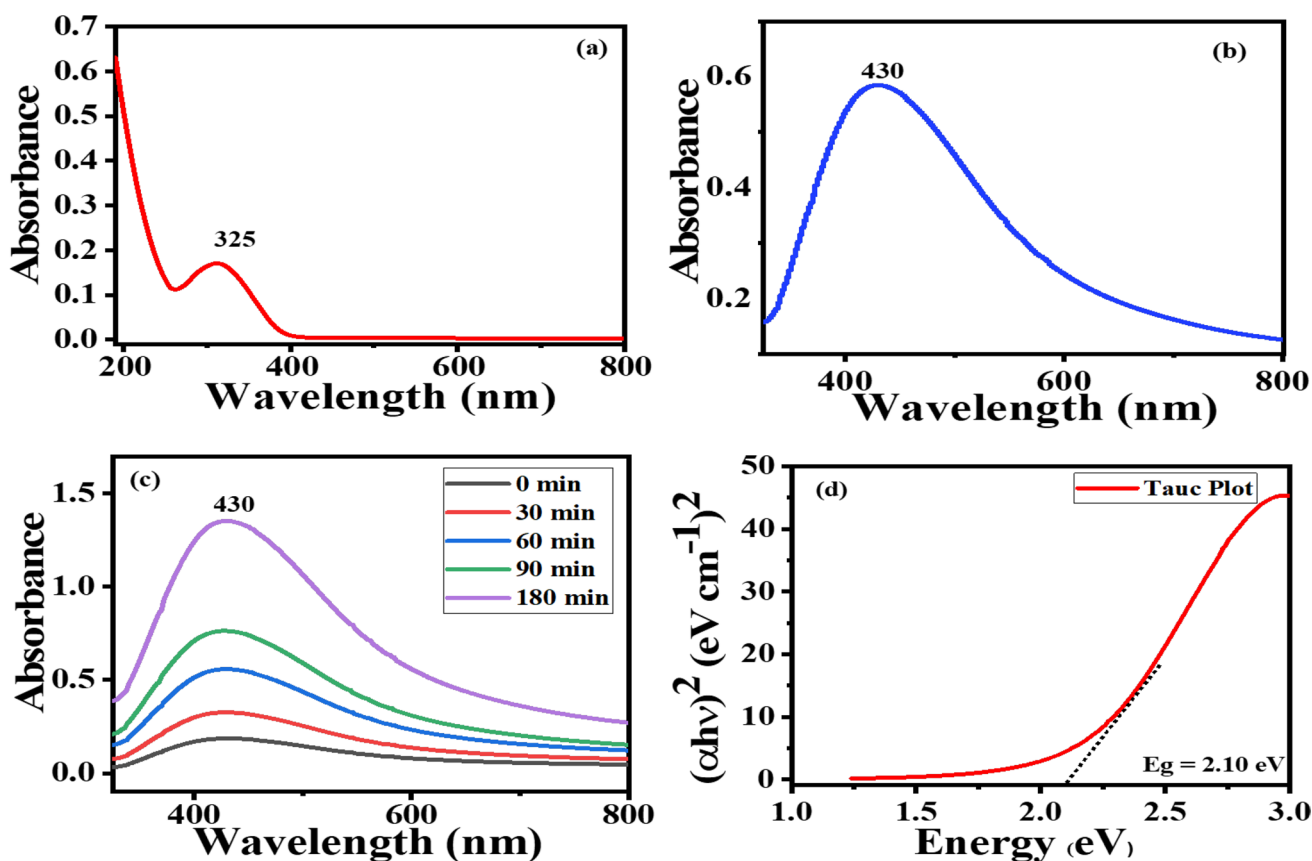 (a)
325
Absorbance
0.7
0.6
0.5
0.4
0.3
0.2
0.1
0.0
200 400 600 800
Wavelength (nm)
(b)
430
Absorbance
0.6
0.4
0.2
400 600 800
Wavelength (nm)
(c)
430
0 min
30 min
60 min
90 min
180 min
Absorbance
1.5
1.0
0.5
0.0
400 600 800
Wavelength (nm)
(d)
Tauc Plot
Eg = 2.10 eV
(αhν)² (eV cm⁻¹)²
50
40
30
20
10
0
1.0 1.5 2.0 2.5 3.0
Energy (eV)